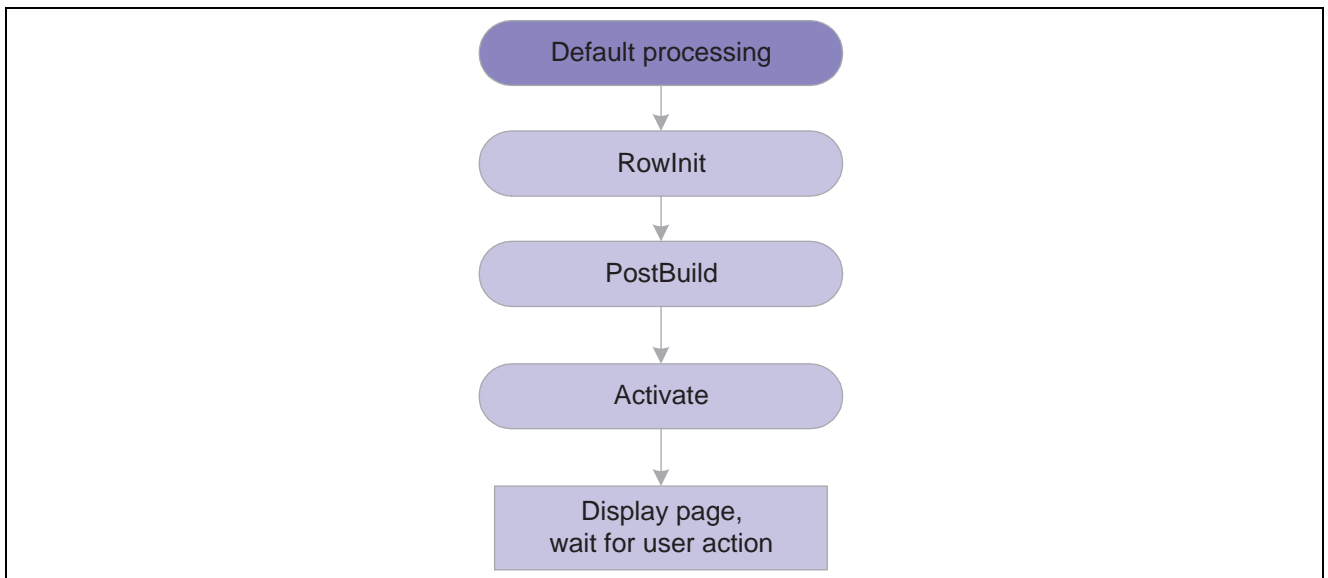 Default processing
RowInit
PostBuild
Activate
Display page,
wait for user action